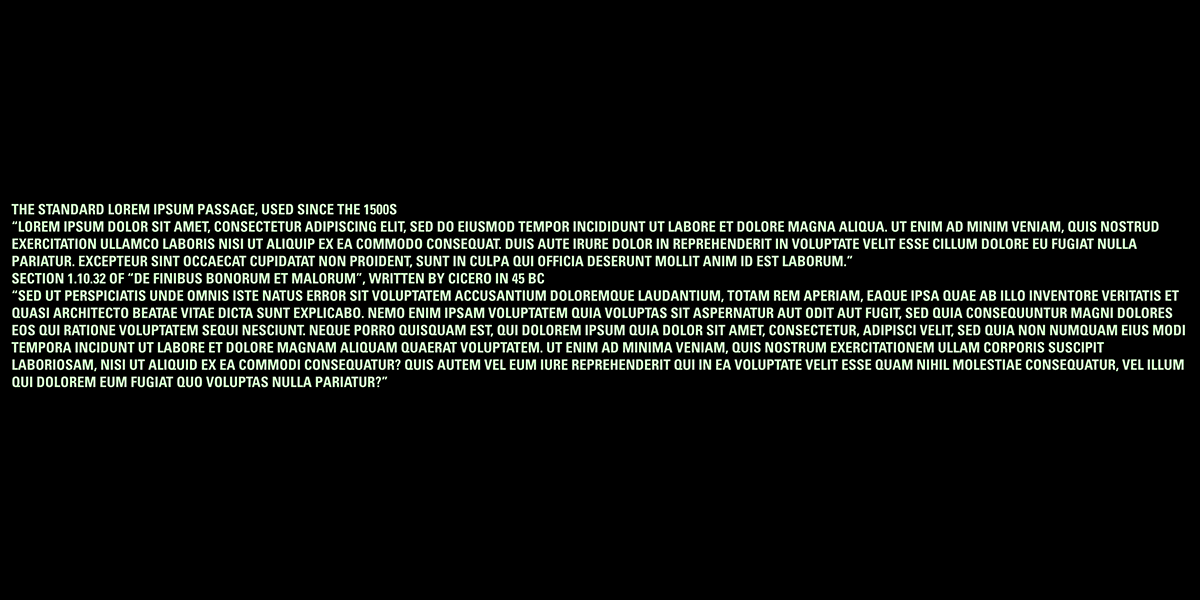 THE STANDARD LOREM IPSUM PASSAGE, USED SINCE THE 1500S
“LOREM IPSUM DOLOR SIT AMET, CONSECTETUR ADIPISCING ELIT, SED DO EIUSMOD TEMPOR INCIDIDUNT UT LABORE ET DOLORE MAGNA ALIQUA. UT ENIM AD MINIM VENIAM, QUIS NOSTRUD
EXERCITATION ULLAMCO LABORIS NISI UT ALIQUIP EX EA COMMODO CONSEQUAT. DUIS AUTE IRURE DOLOR IN REPREHENDERIT IN VOLUPTATE VELIT ESSE CILLUM DOLORE EU FUGIAT NULLA
PARIATUR. EXCEPTEUR SINT OCCAECAT CUPIDATAT NON PROIDENT, SUNT IN CULPA QUI OFFICIA DESERUNT MOLLIT ANIM ID EST LABORUM.”
SECTION 1.10.32 OF “DE FINIBUS BONORUM ET MALORUM”, WRITTEN BY CICERO IN 45 BC
“SED UT PERSPICIATIS UNDE OMNIS ISTE NATUS ERROR SIT VOLUPTATEM ACCUSANTIUM DOLOREMQUE LAUDANTIUM, TOTAM REM APERIAM, EAQUE IPSA QUAE AB ILLO INVENTORE VERITATIS ET
QUASI ARCHITECTO BEATAE VITAE DICTA SUNT EXPLICABO. NEMO ENIM IPSAM VOLUPTATEM QUIA VOLUPTAS SIT ASPERNATUR AUT ODIT AUT FUGIT, SED QUIA CONSEQUUNTUR MAGNI DOLORES
EOS QUI RATIONE VOLUPTATEM SEQUI NESCIUNT. NEQUE PORRO QUISQUAM EST, QUI DOLOREM IPSUM QUIA DOLOR SIT AMET, CONSECTETUR, ADIPISCI VELIT, SED QUIA NON NUMQUAM EIUS MODI
TEMPORA INCIDUNT UT LABORE ET DOLORE MAGNAM ALIQUAM QUAERAT VOLUPTATEM. UT ENIM AD MINIMA VENIAM, QUIS NOSTRUM EXERCITATIONEM ULLAM CORPORIS SUSCIPIT
LABORIOSAM, NISI UT ALIQUID EX EA COMMODI CONSEQUATUR? QUIS AUTEM VEL EUM IURE REPREHENDERIT QUI IN EA VOLUPTATE VELIT ESSE QUAM NIHIL MOLESTIAE CONSEQUATUR, VEL ILLUM
QUI DOLOREM EUM FUGIAT QUO VOLUPTAS NULLA PARIATUR?”